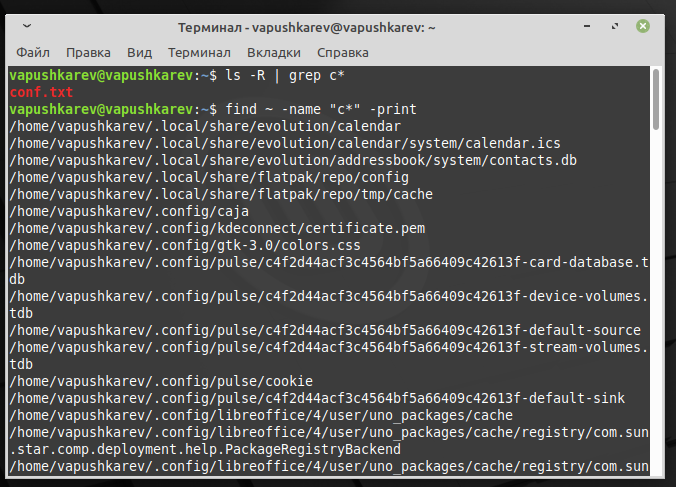 Терминал - vapushkarev@vapushkarev: ~
Файл Правка Вид Терминал Вкладки Справка
vapushkarev@vapushkarev:~$ ls -R | grep c*
conf.txt
vapushkarev@vapushkarev:~$ find ~ -name "c*" -print
/home/vapushkarev/.local/share/evolution/calendar
/home/vapushkarev/.local/share/evolution/calendar/system/calendar.ics
/home/vapushkarev/.local/share/evolution/addressbook/system/contacts.db
/home/vapushkarev/.local/share/flatpak/repo/config
/home/vapushkarev/.local/share/flatpak/repo/tmp/cache
/home/vapushkarev/.config/caja
/home/vapushkarev/.config/kdeconnect/certificate.pem
/home/vapushkarev/.config/gtk-3.0/colors.css
/home/vapushkarev/.config/pulse/c4f2d44acf3c4564bf5a66409c42613f-card-database.t
db
/home/vapushkarev/.config/pulse/c4f2d44acf3c4564bf5a66409c42613f-device-volumes.
tdb
/home/vapushkarev/.config/pulse/c4f2d44acf3c4564bf5a66409c42613f-default-source
/home/vapushkarev/.config/pulse/c4f2d44acf3c4564bf5a66409c42613f-stream-volumes.
tdb
/home/vapushkarev/.config/pulse/cookie
/home/vapushkarev/.config/pulse/c4f2d44acf3c4564bf5a66409c42613f-default-sink
/home/vapushkarev/.config/libreoffice/4/user/uno_packages/cache
/home/vapushkarev/.config/libreoffice/4/user/uno_packages/cache/registry/com.sun
.star.comp.deployment.help.PackageRegistryBackend
/home/vapushkarev/.config/libreoffice/4/user/uno_packages/cache/registry/com.sun